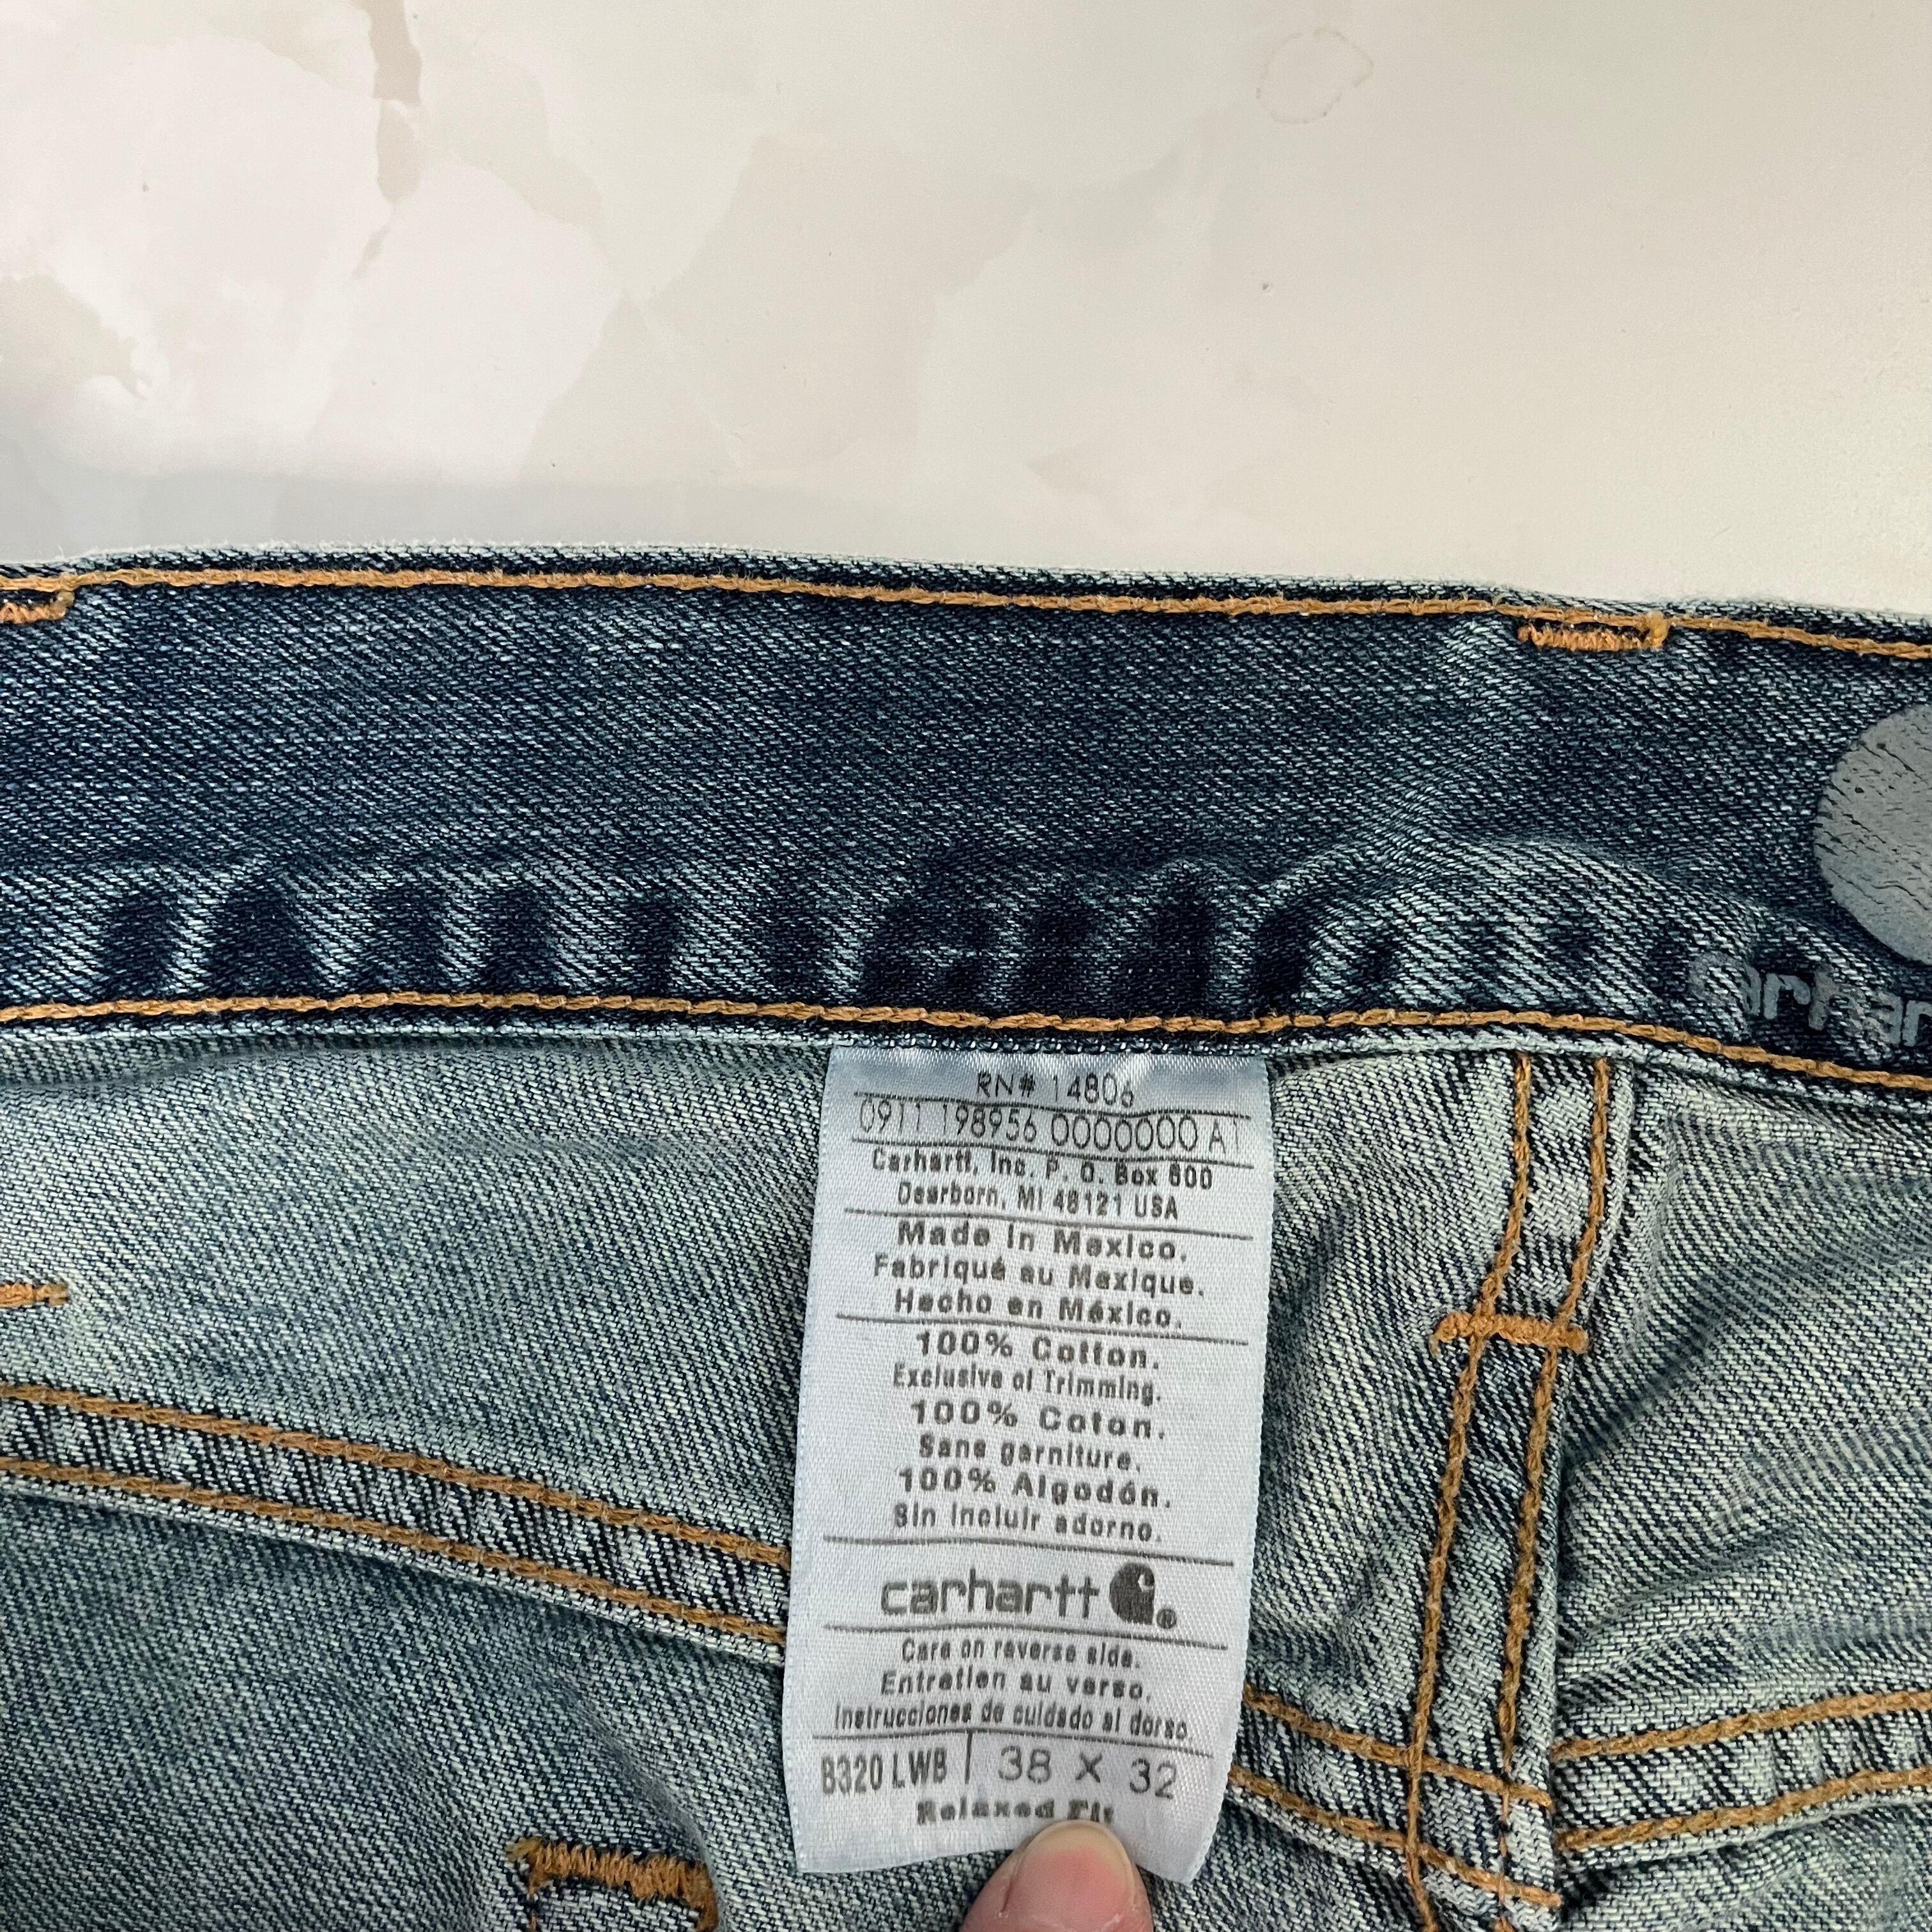 RN# 14806
0911 198956 0000000 A1
Carhartt, Inc. P. O. Box 600
Dearborn, MI 48121 USA
Made in Mexico.
Fabriqué au Mexique.
Hecho en México.
100% Cotton.
Exclusive of Trimming.
100% Coton.
Sans garniture.
100% Algodón.
Sin incluir adorno.
carhartt ®
Care on reverse side.
Entretien au verso.
Instrucciones de cuidado al dorso.
B320 LWB 38 X 32
Relaxed Fit
carhar